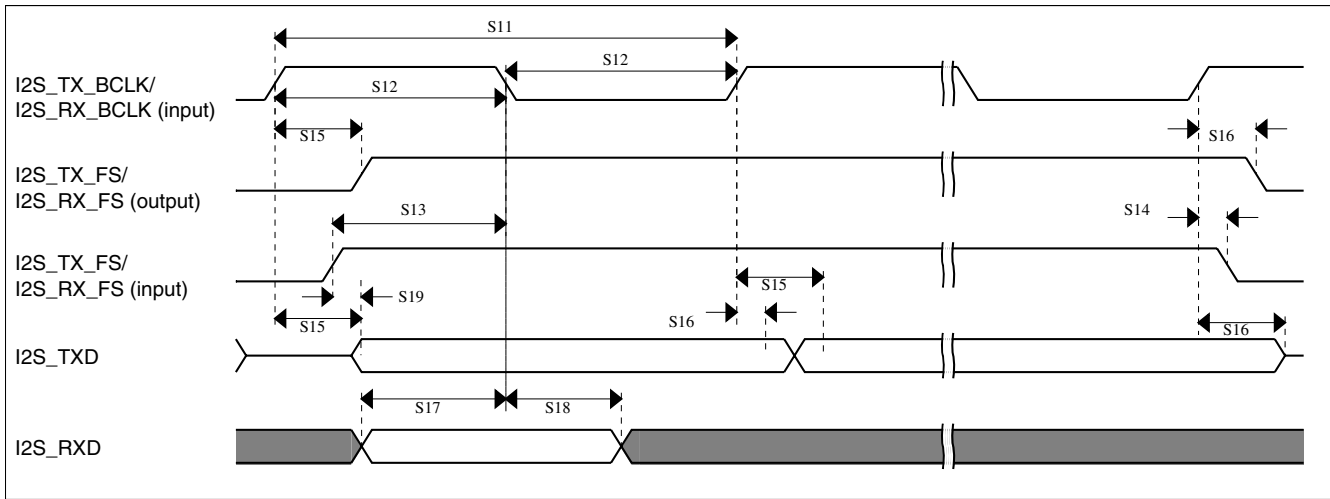 S11
I2S_TX_BCLK/
I2S_RX_BCLK (input)
S12
S12
S15
S16
I2S_TX_FS/
I2S_RX_FS (output)
S13
S14
I2S_TX_FS/
I2S_RX_FS (input)
S15
S19
S16
S15
S16
I2S_TXD
S17
S18
I2S_RXD